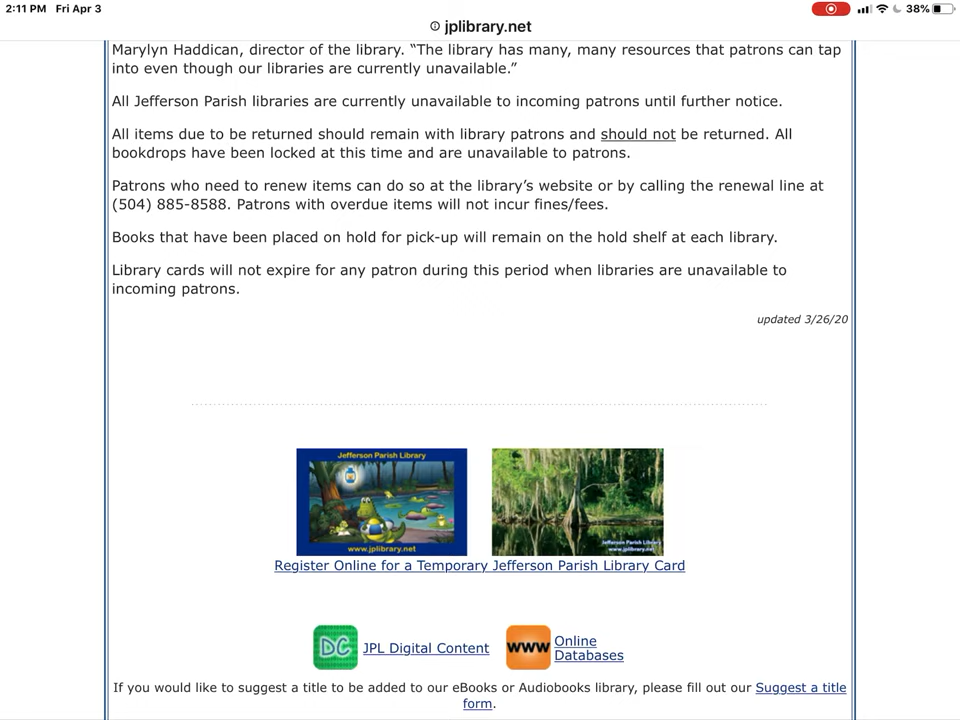 2:11 PM Fri Apr 3
38%
jplibrary.net
Marylyn Haddican, director of the library. “The library has many, many resources that patrons can tap
into even though our libraries are currently unavailable.”
All Jefferson Parish libraries are currently unavailable to incoming patrons until further notice.
All items due to be returned should remain with library patrons and should not be returned. All
bookdrops have been locked at this time and are unavailable to patrons.
Patrons who need to renew items can do so at the library’s website or by calling the renewal line at
(504) 885-8588. Patrons with overdue items will not incur fines/fees.
Books that have been placed on hold for pick-up will remain on the hold shelf at each library.
Library cards will not expire for any patron during this period when libraries are unavailable to
incoming patrons.
updated 3/26/20
Jefferson Parish Library
www.jplibrary.net
Jefferson Parish Library
www.jplibrary.net
Register Online for a Temporary Jefferson Parish Library Card
DC
JPL Digital Content
www
Online
Databases
If you would like to suggest a title to be added to our eBooks or Audiobooks library, please fill out our Suggest a title
form.